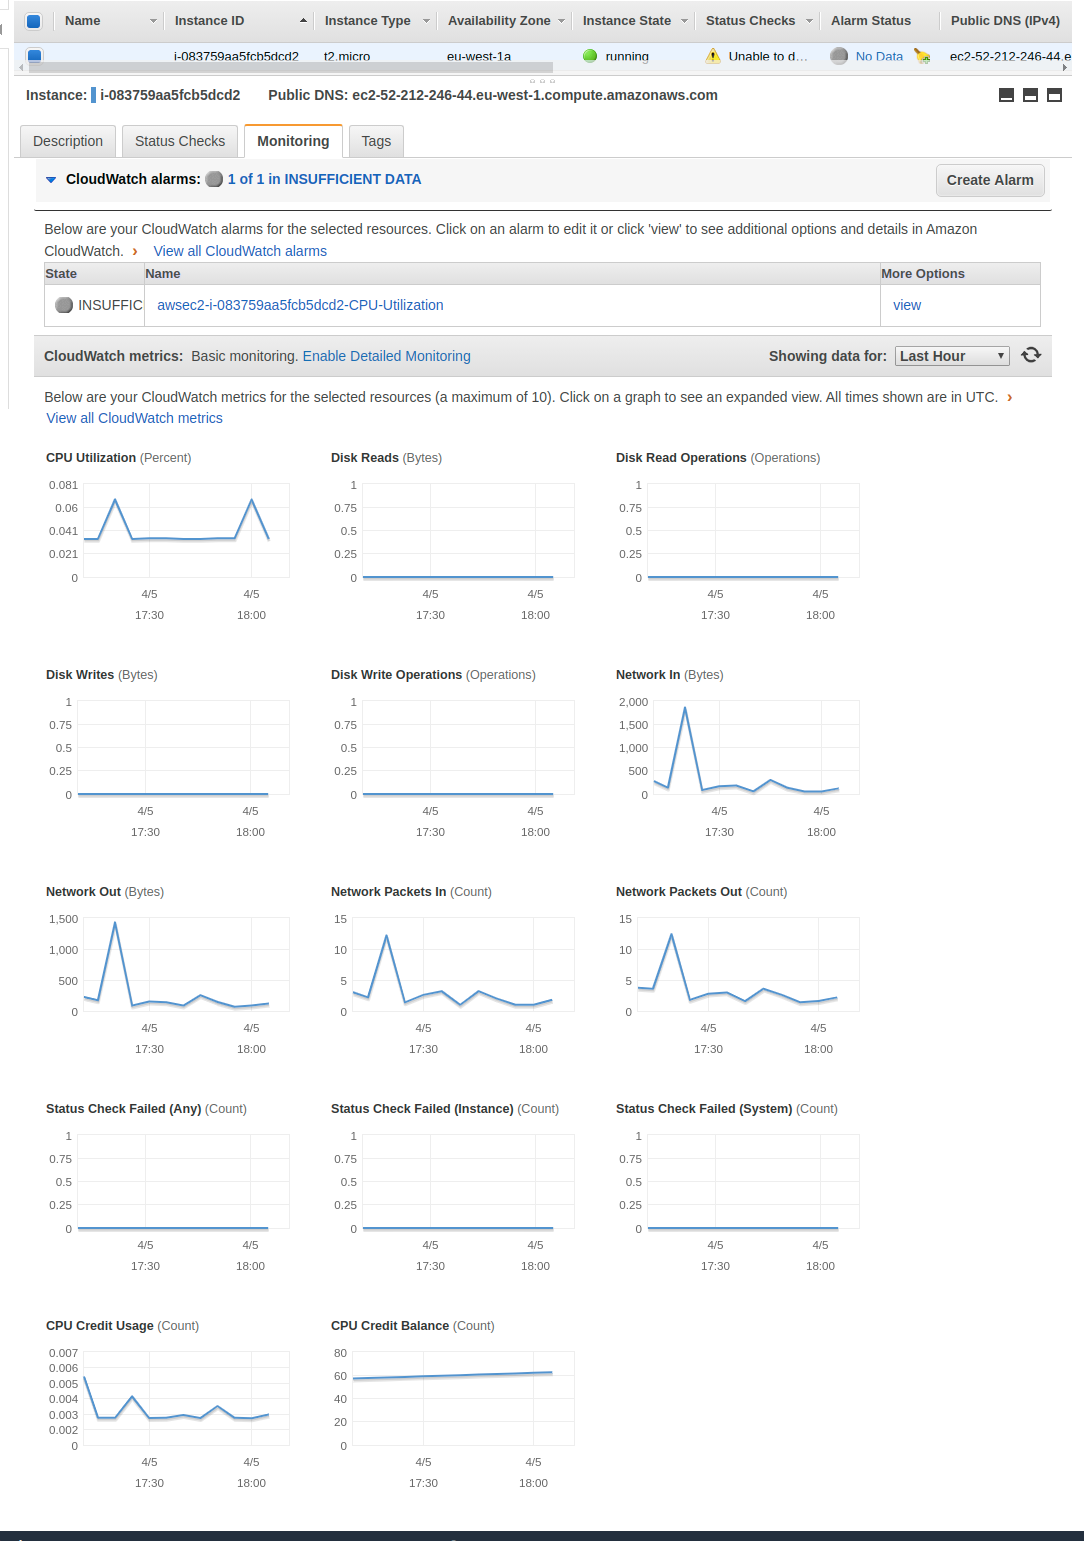 Name Instance ID Instance Type Availability Zone Instance State Status Checks Alarm Status Public DNS (IPv4)
i-083759aa5fcb5dcd2 t2.micro eu-west-1a running Unable to d... No Data ec2-52-212-246-44.e
Instance: i-083759aa5fcb5dcd2 Public DNS: ec2-52-212-246-44.eu-west-1.compute.amazonaws.com
Description Status Checks Monitoring Tags
CloudWatch alarms: 1 of 1 in INSUFFICIENT DATA Create Alarm
Below are your CloudWatch alarms for the selected resources. Click on an alarm to edit it or click 'view' to see additional options and details in Amazon
CloudWatch. › View all CloudWatch alarms
State Name More Options
INSUFFIC awsec2-i-083759aa5fcb5dcd2-CPU-Utilization view
CloudWatch metrics: Basic monitoring. Enable Detailed Monitoring Showing data for: Last Hour
Below are your CloudWatch metrics for the selected resources (a maximum of 10). Click on a graph to see an expanded view. All times shown are in UTC. ›
View all CloudWatch metrics
CPU Utilization (Percent) Disk Reads (Bytes) Disk Read Operations (Operations)
0.081 1 1
0.06 0.75 0.75
0.041 0.5 0.5
0.021 0.25 0.25
0 0 0
4/5 4/5 4/5 4/5 4/5 4/5
17:30 18:00 17:30 18:00 17:30 18:00
Disk Writes (Bytes) Disk Write Operations (Operations) Network In (Bytes)
1 1 2,000
0.75 0.75 1,500
0.5 0.5 1,000
0.25 0.25 500
0 0 0
4/5 4/5 4/5 4/5 4/5 4/5
17:30 18:00 17:30 18:00 17:30 18:00
Network Out (Bytes) Network Packets In (Count) Network Packets Out (Count)
1,500 15 15
1,000 10 10
500 5 5
0 0 0
4/5 4/5 4/5 4/5 4/5 4/5
17:30 18:00 17:30 18:00 17:30 18:00
Status Check Failed (Any) (Count) Status Check Failed (Instance) (Count) Status Check Failed (System) (Count)
1 1 1
0.75 0.75 0.75
0.5 0.5 0.5
0.25 0.25 0.25
0 0 0
4/5 4/5 4/5 4/5 4/5 4/5
17:30 18:00 17:30 18:00 17:30 18:00
CPU Credit Usage (Count) CPU Credit Balance (Count)
0.007 80
0.006
0.005 60
0.004 40
0.003
0.002 20
0 0
4/5 4/5 4/5 4/5
17:30 18:00 17:30 18:00